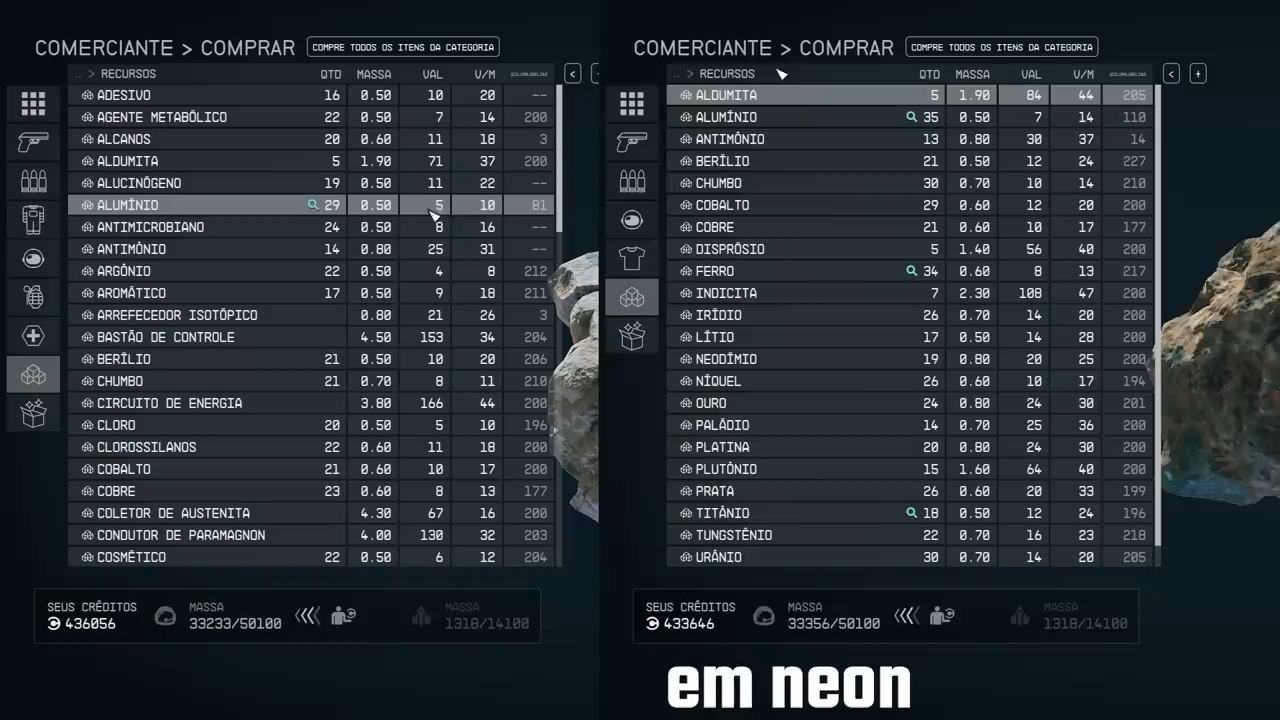 COMERCIANTE > COMPRAR COMPRE TODOS OS ITENS DA CATEGORIA
.. > RECURSOS QTD MASSA VAL V/M
ADESIVO 16 0.50 10 20 --
AGENTE METABÓLICO 22 0.50 7 14 200
ALCANOS 20 0.60 11 18 3
ALDUMITA 5 1.90 71 37 200
ALUCINÓGENO 19 0.50 11 22 --
ALUMÍNIO 29 0.50 5 10 81
ANTIMICROBIANO 24 0.50 8 16 --
ANTIMÔNIO 14 0.80 25 31 --
ARGÔNIO 22 0.50 4 8 212
AROMÁTICO 17 0.50 9 18 211
ARREFECEDOR ISOTÓPICO 0.80 21 26 3
BASTÃO DE CONTROLE 4.50 153 34 204
BERÍLIO 21 0.50 10 20 206
CHUMBO 21 0.70 8 11 210
CIRCUITO DE ENERGIA 3.80 166 44 200
CLORO 20 0.50 5 10 196
CLOROSSILANOS 22 0.60 11 18 200
COBALTO 21 0.60 10 17 200
COBRE 23 0.60 8 13 177
COLETOR DE AUSTENITA 4.30 67 16 200
CONDUTOR DE PARAMAGNON 4.00 130 32 203
COSMÉTICO 22 0.50 6 12 204
SEUS CRÉDITOS MASSA MASSA
436056 33233/50100 1318/14100
COMERCIANTE > COMPRAR COMPRE TODOS OS ITENS DA CATEGORIA
.. > RECURSOS QTD MASSA VAL V/M
ALDUMITA 5 1.90 84 44 205
ALUMÍNIO 35 0.50 7 14 110
ANTIMÔNIO 13 0.80 30 37 14
BERÍLIO 21 0.50 12 24 227
CHUMBO 30 0.70 10 14 210
COBALTO 29 0.60 12 20 200
COBRE 21 0.60 10 17 177
DISPRÓSIO 5 1.40 56 40 200
FERRO 34 0.60 8 13 217
INDICITA 7 2.30 108 47 200
IRÍDIO 26 0.70 14 20 200
LÍTIO 17 0.50 14 28 200
NEODÍMIO 19 0.80 20 25 200
NÍQUEL 26 0.60 10 17 194
OURO 24 0.80 24 30 201
PALÁDIO 14 0.70 25 36 200
PLATINA 20 0.80 24 30 200
PLUTÔNIO 15 1.60 64 40 200
PRATA 26 0.60 20 33 199
TITÂNIO 18 0.50 12 24 196
TUNGSTÊNIO 22 0.70 16 23 218
URÂNIO 30 0.70 14 20 200
SEUS CRÉDITOS MASSA MASSA
433646 33356/50100 1318/14100
em neon